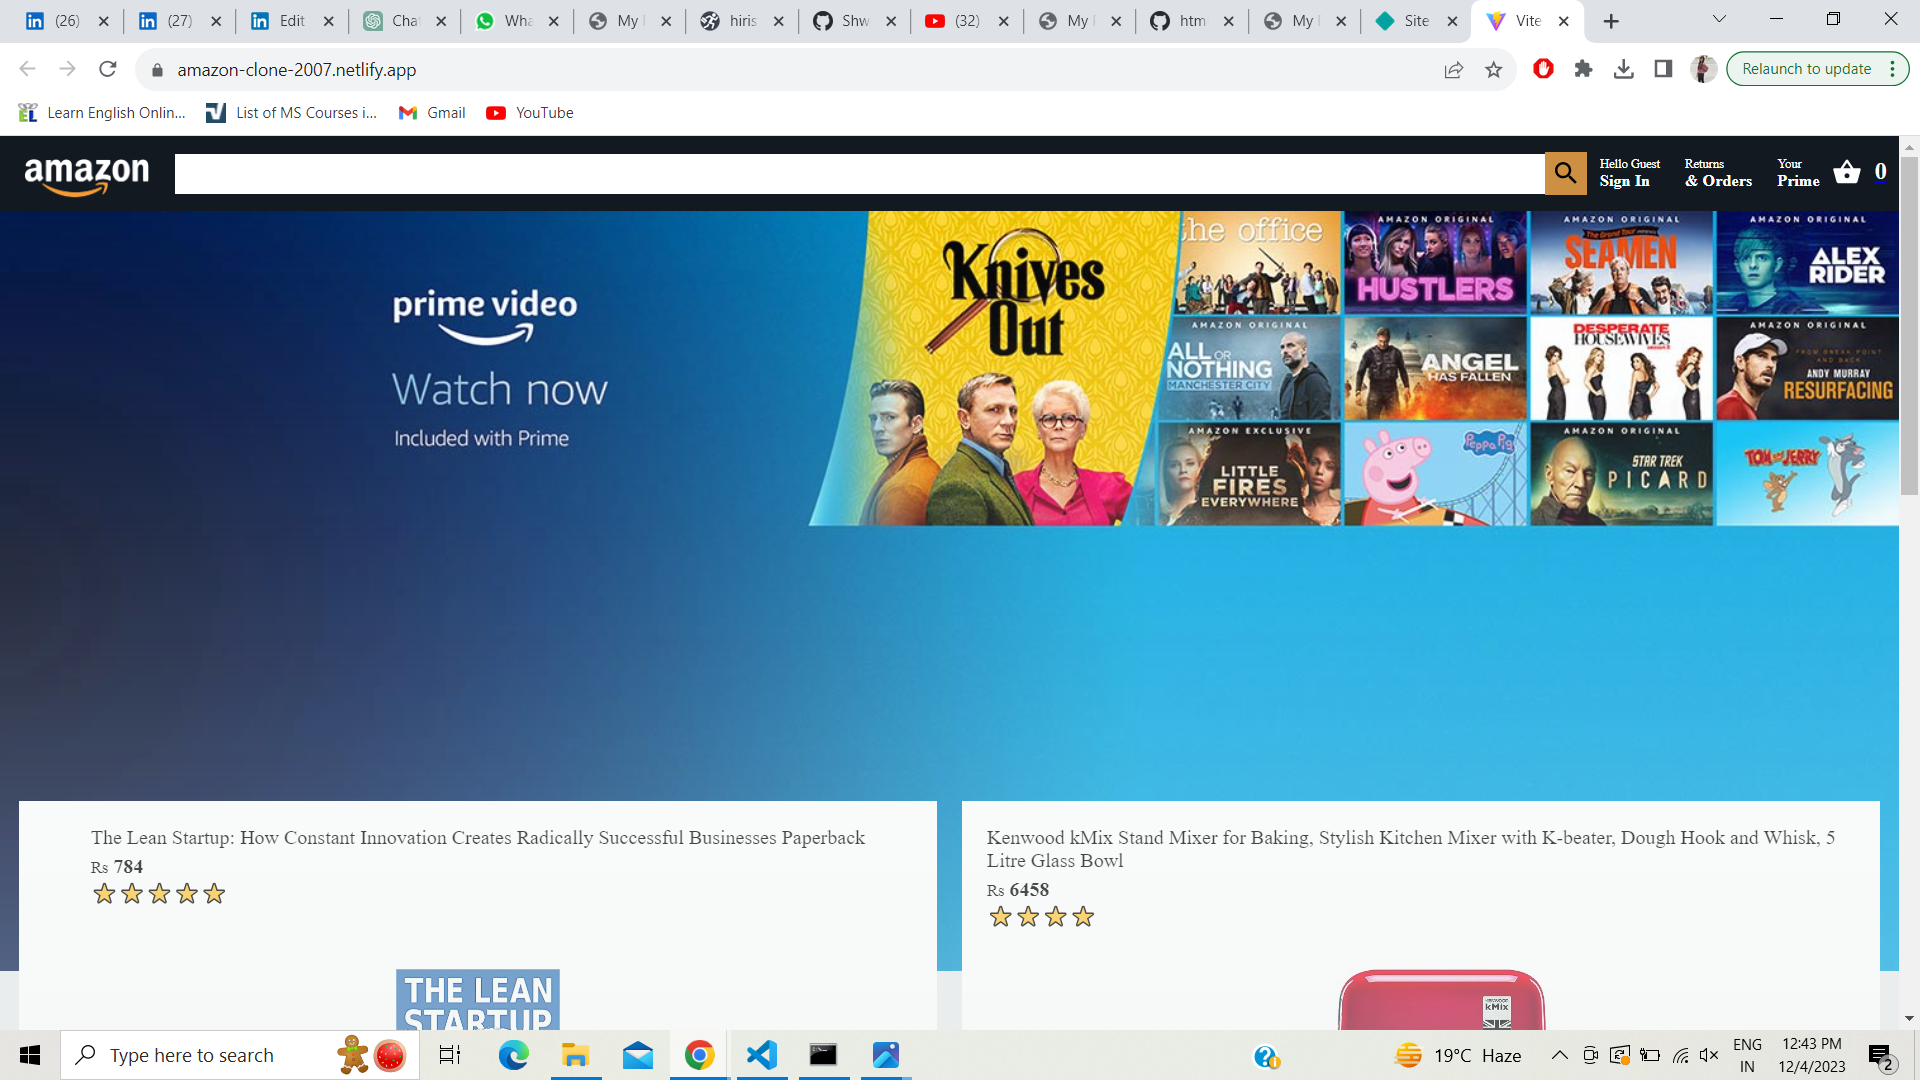 (26)
(27)
Edit
Chat
Wha
My
hiris
Shw
(32)
My
htm
My
Site
Vite
amazon-clone-2007.netlify.app
Relaunch to update
Learn English Onlin...
List of MS Courses i...
Gmail
YouTube
amazon
Hello Guest
Sign In
Returns
& Orders
Your
Prime
0
prime video
Watch now
Included with Prime
Knives
Out
the office
AMAZON ORIGINAL
HUSTLERS
AMAZON ORIGINAL
SEAMEN
AMAZON ORIGINAL
ALEX
RIDER
AMAZON ORIGINAL
ALL OR
NOTHING
MANCHESTER CITY
ANGEL
HAS FALLEN
DESPERATE
HOUSEWIVES
AMAZON ORIGINAL
ANDY MURRAY
RESURFACING
AMAZON EXCLUSIVE
LITTLE
FIRES
EVERYWHERE
Peppa Pig
AMAZON ORIGINAL
STAR TREK
PICARD
TOM and JERRY
The Lean Startup: How Constant Innovation Creates Radically Successful Businesses Paperback
Rs 784
Kenwood kMix Stand Mixer for Baking, Stylish Kitchen Mixer with K-beater, Dough Hook and Whisk, 5
Litre Glass Bowl
Rs 6458
THE LEAN
STARTUP
kMix
Type here to search
19°C Haze
ENG
IN
12:43 PM
12/4/2023
2